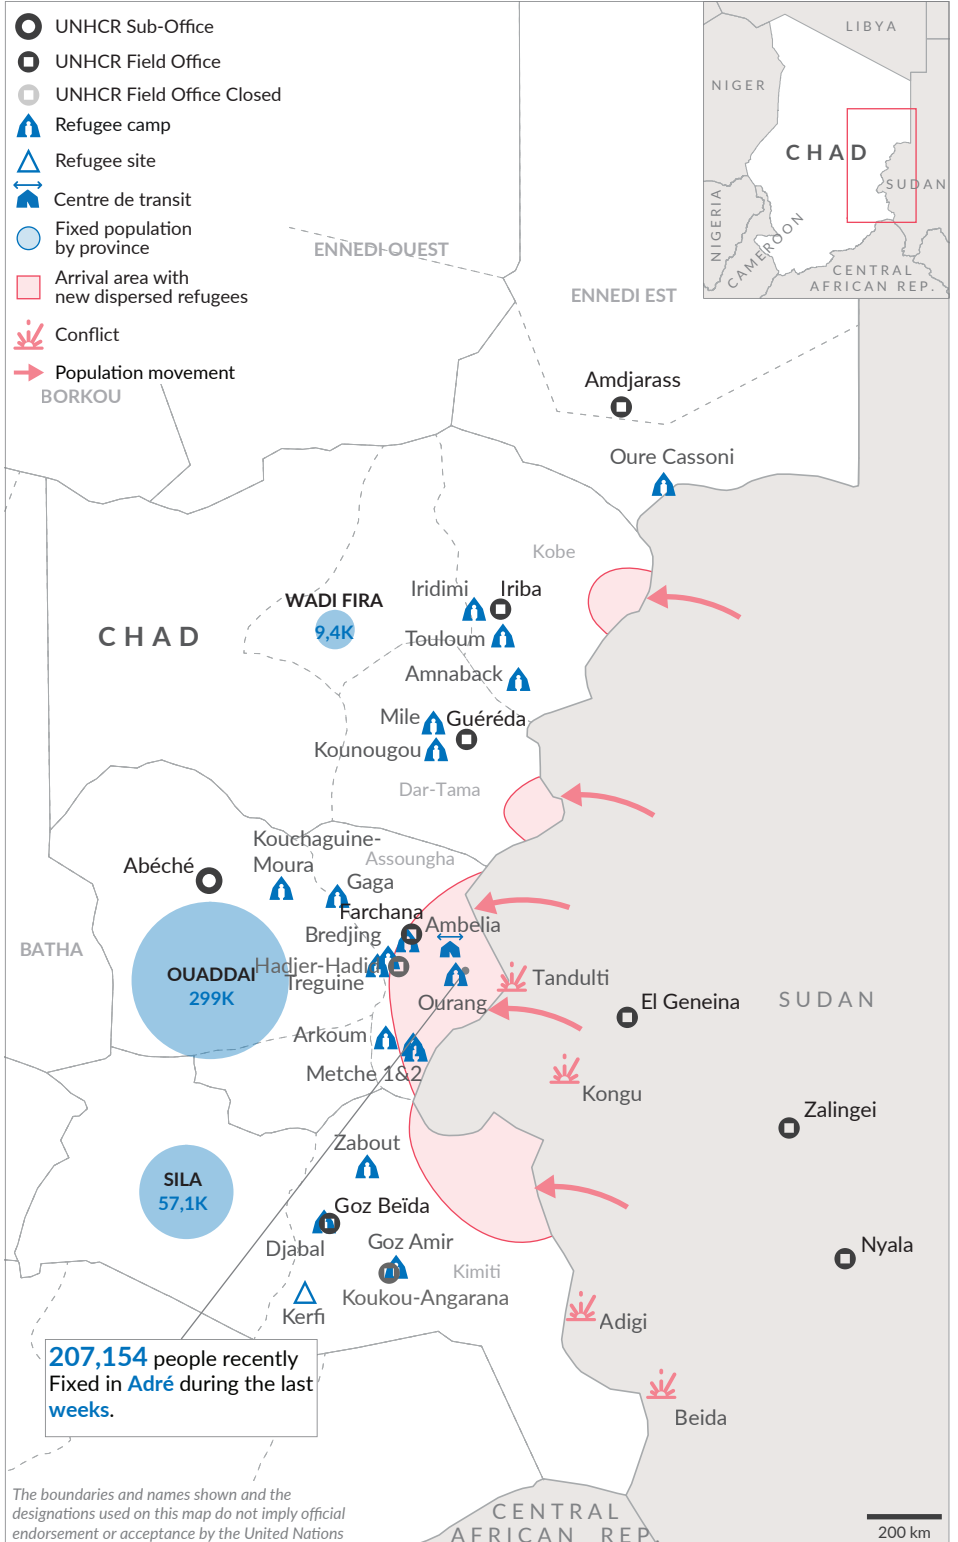 UNHCR Sub-Office
UNHCR Field Office
UNHCR Field Office Closed
Refugee camp
Refugee site
Centre de transit
Fixed population
by province
Arrival area with
new dispersed refugees
Conflict
Population movement
LIBYA
NIGER
CHAD
SUDAN
NIGERIA
CAMEROON
CENTRAL
AFRICAN REP.
ENNEDI OUEST
ENNEDI EST
BORKOU
Amdjarass
Oure Cassoni
Kobe
Iridimi
Iriba
WADI FIRA
9,4K
CHAD
Touloum
Amnaback
Mile
Guéréda
Kounougou
Dar-Tama
Kouchaguine-
Moura
Assoungha
Abéché
Gaga
Farchana
Ambelia
Bredjing
BATHA
Hadjer-Hadid
Treguine
OUADDAI
299K
Tandulti
Ourang
El Geneina
SUDAN
Arkoum
Metche 1&2
Kongu
Zalingei
Zabout
SILA
57,1K
Goz Beïda
Djabal
Goz Amir
Kimiti
Nyala
Koukou-Angarana
Kerfi
Adigi
207,154 people recently
Fixed in Adré during the last
weeks.
Beida
The boundaries and names shown and the
designations used on this map do not imply official
endorsement or acceptance by the United Nations
CENTRAL
AFRICAN REP.
200 km